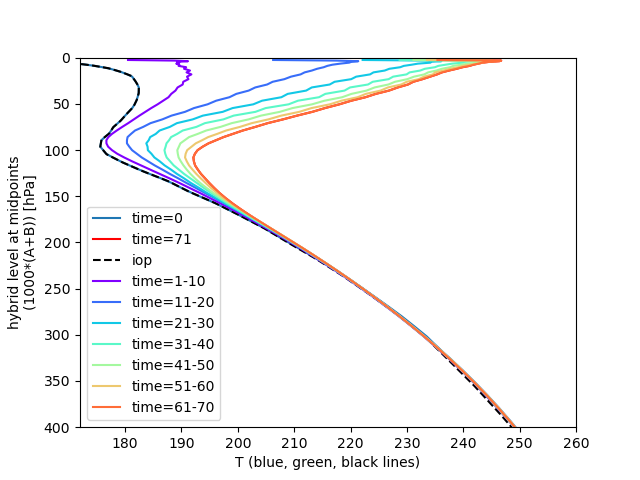 0
50
100
150
200
250
300
350
400
hybrid level at midpoints
(1000*(A+B)) [hPa]
time=0
time=71
iop
time=1-10
time=11-20
time=21-30
time=31-40
time=41-50
time=51-60
time=61-70
180 190 200 210 220 230 240 250 260
T (blue, green, black lines)